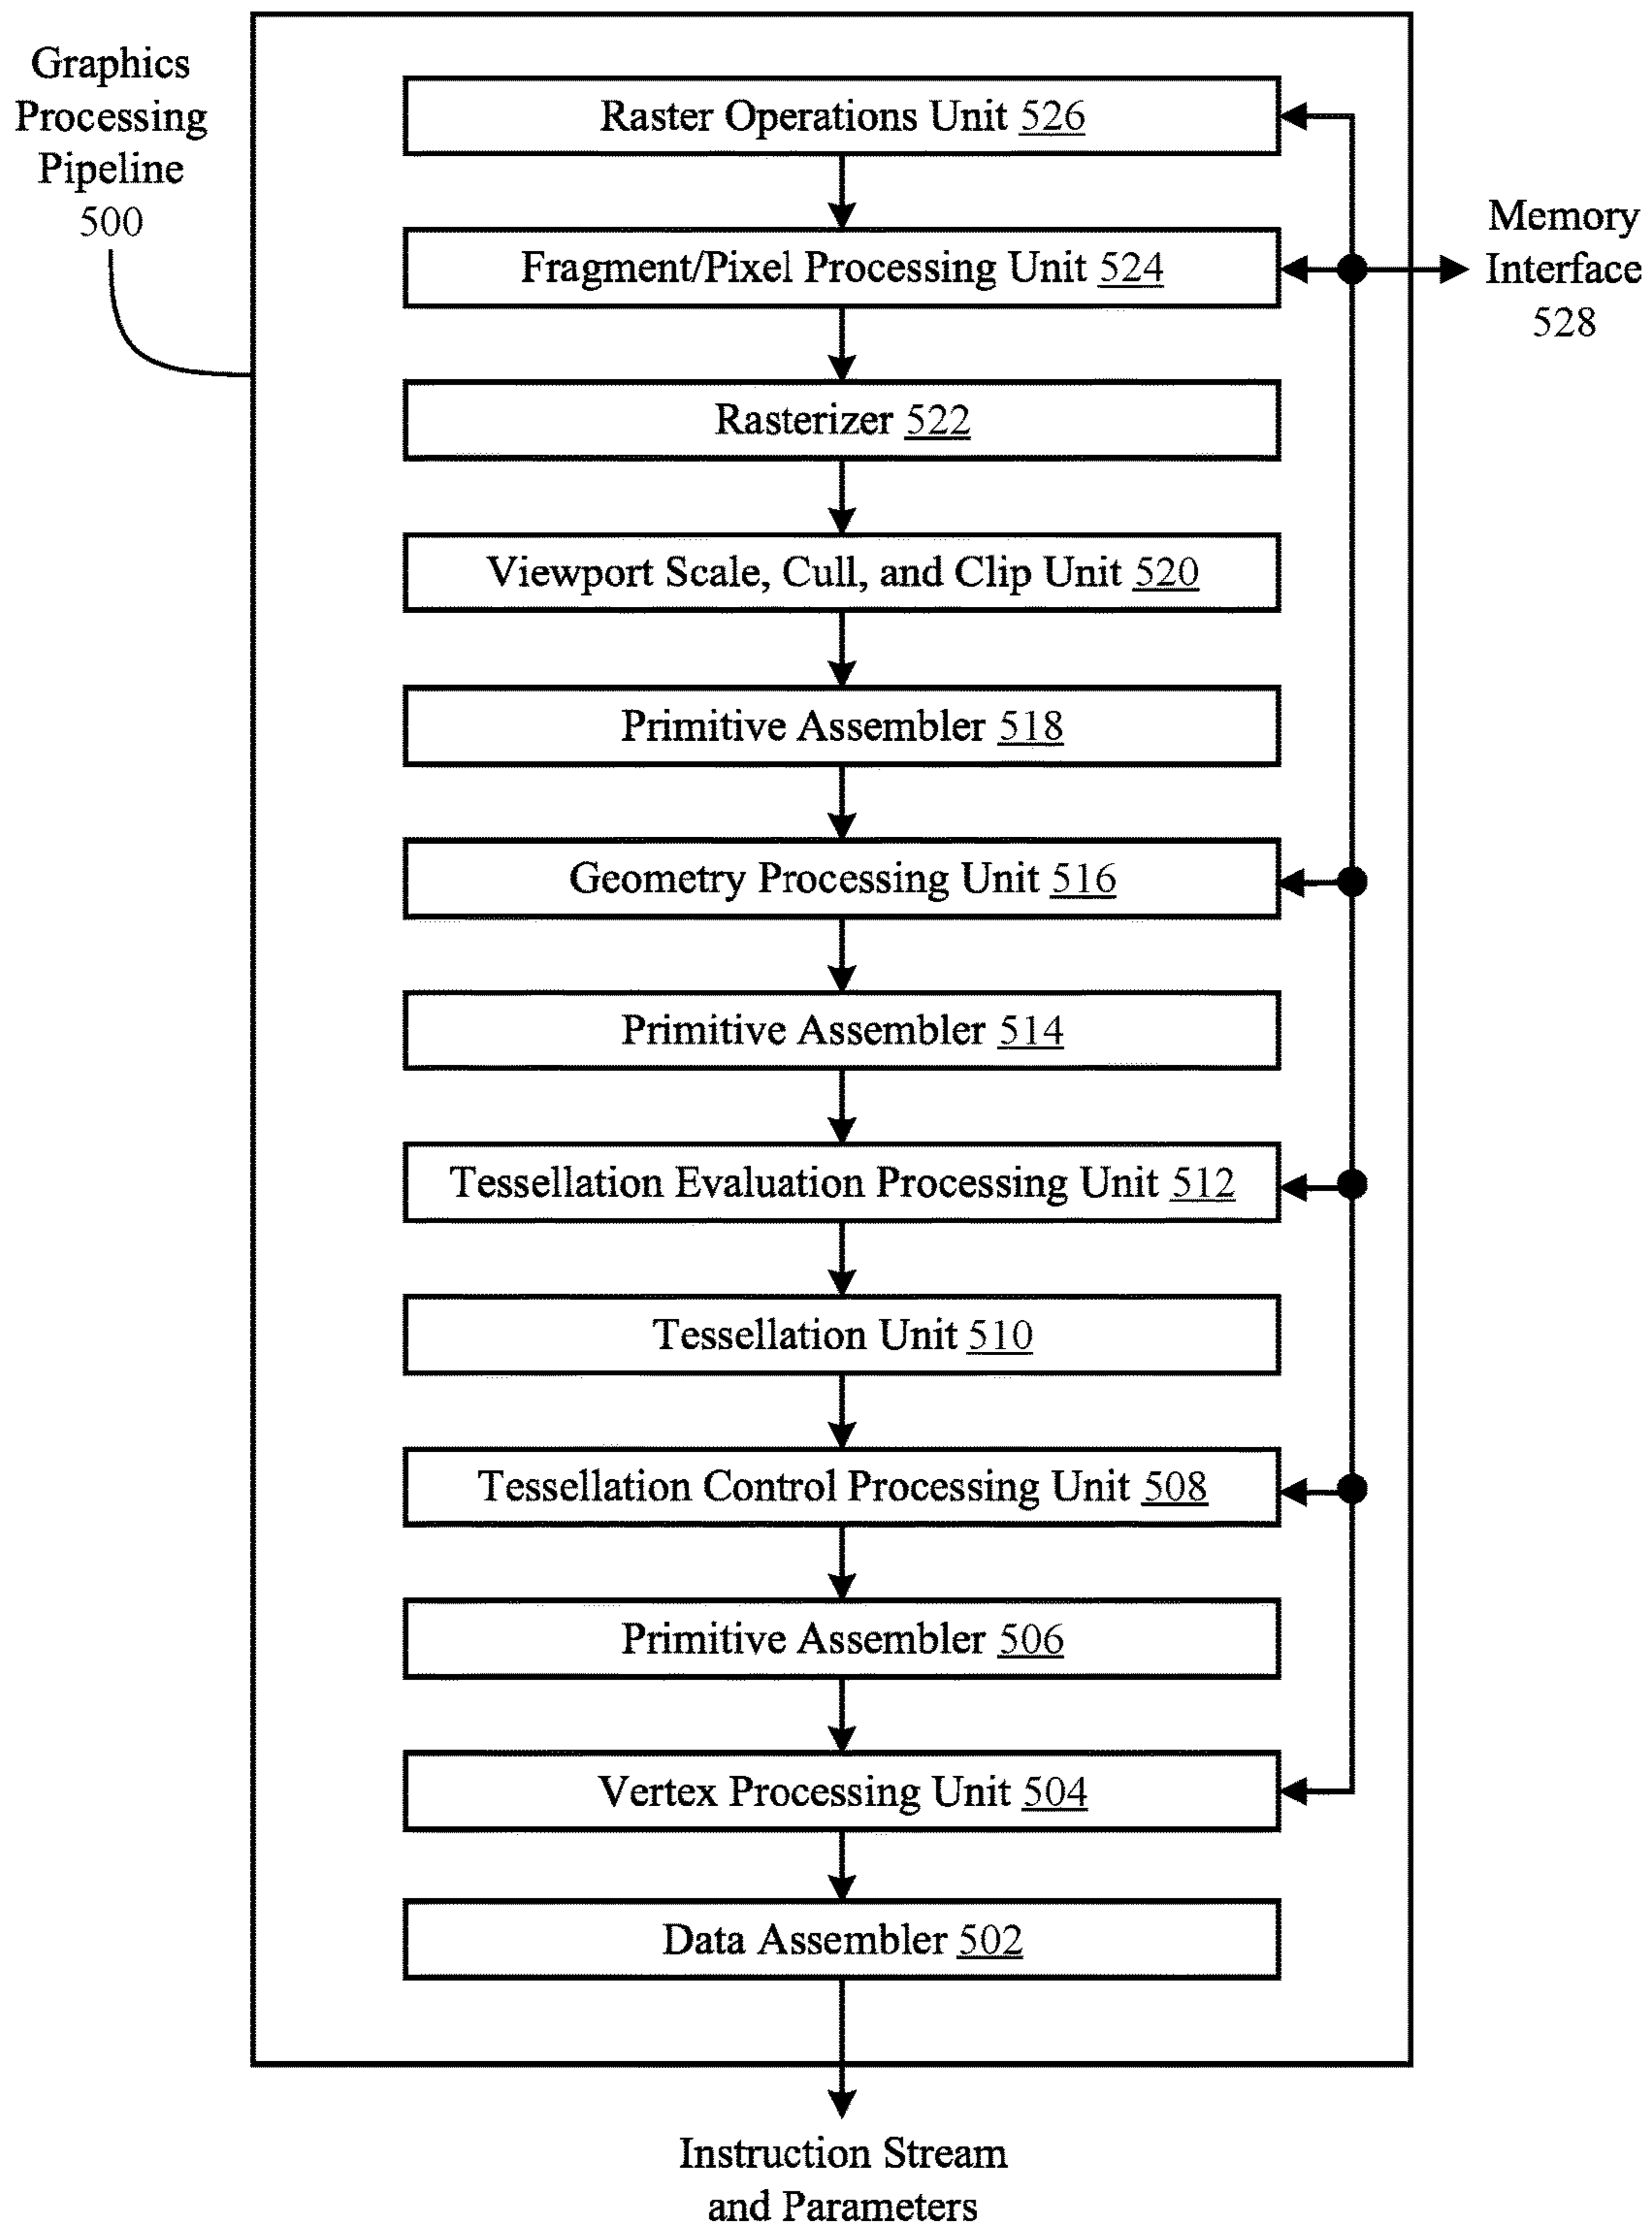 Graphics
Processing
Pipeline
500
Raster Operations Unit 526
Memory
Interface
528
Fragment/Pixel Processing Unit 524
Rasterizer 522
Viewport Scale, Cull, and Clip Unit 520
Primitive Assembler 518
Geometry Processing Unit 516
Primitive Assembler 514
Tessellation Evaluation Processing Unit 512
Tessellation Unit 510
Tessellation Control Processing Unit 508
Primitive Assembler 506
Vertex Processing Unit 504
Data Assembler 502
Instruction Stream
and Parameters